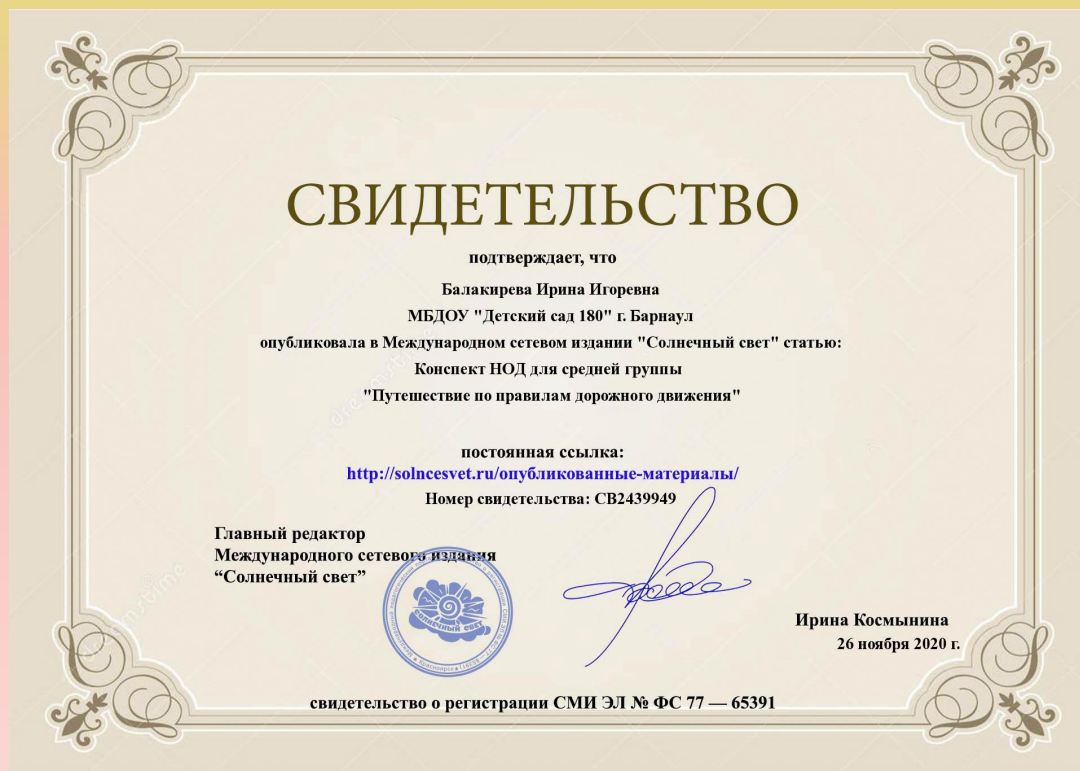 СВИДЕТЕЛЬСТВО
подтверждает, что
Балакирева Ирина Игоревна
МБДОУ "Детский сад 180" г. Барнаул
опубликовала в Международном сетевом издании "Солнечный свет" статью:
Конспект НОД для средней группы
"Путешествие по правилам дорожного движения"
постоянная ссылка:
http://solncesvet.ru/опубликованные-материалы/
Номер свидетельства: СВ2439949
Главный редактор
Международного сетевого издания
“Солнечный свет”
СОЛНЕЧНЫЙ СВЕТ
Ирина Космынина
26 ноября 2020 г.
свидетельство о регистрации СМИ ЭЛ № ФС 77 — 65391